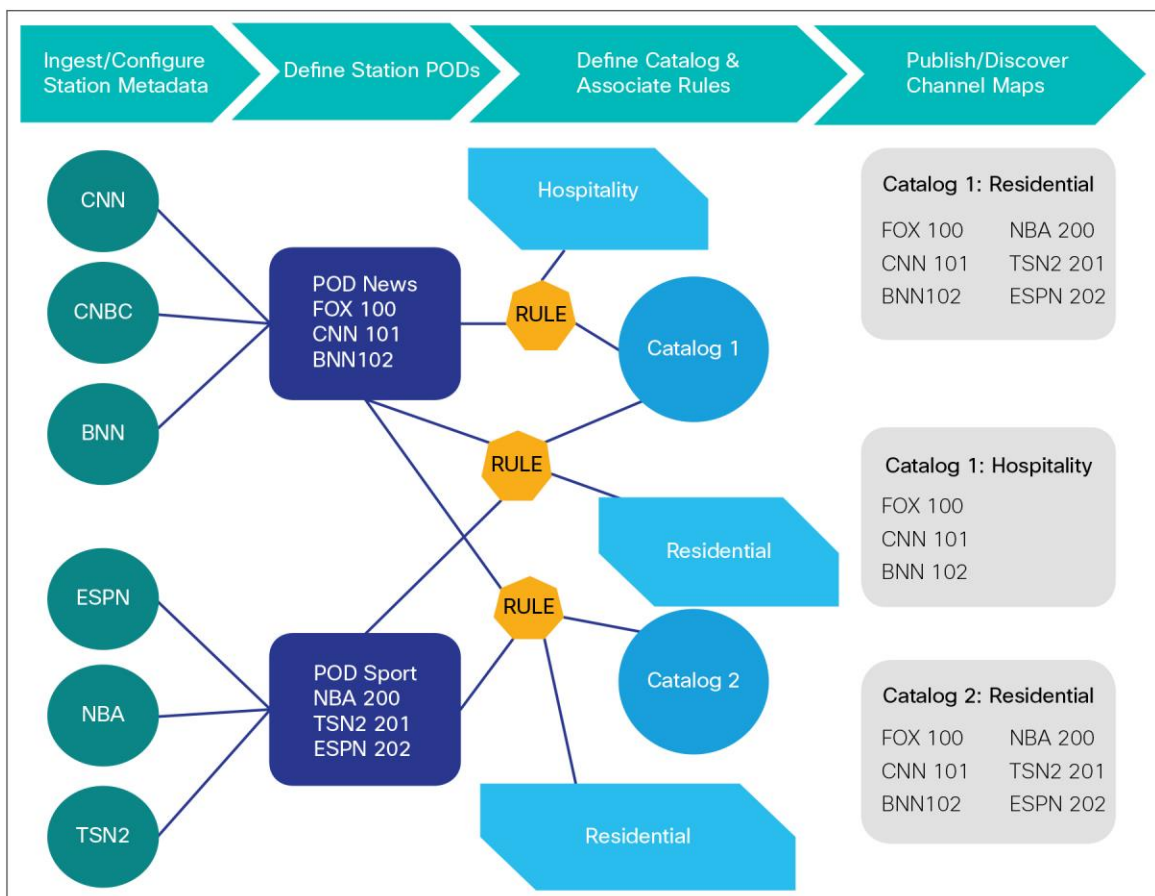 Ingest/Configure
Station Metadata
Define Station PODs
Define Catalog &
Associate Rules
Publish/Discover
Channel Maps
CNN
CNBC
BNN
ESPN
NBA
TSN2
POD News
FOX 100
CNN 101
BNN102
POD Sport
NBA 200
TSN2 201
ESPN 202
Hospitality
RULE
Catalog 1
RULE
Residential
RULE
Catalog 2
Residential
Catalog 1: Residential
FOX 100 NBA 200
CNN 101 TSN2 201
BNN102 ESPN 202
Catalog 1: Hospitality
FOX 100
CNN 101
BNN 102
Catalog 2: Residential
FOX 100 NBA 200
CNN 101 TSN2 201
BNN102 ESPN 202